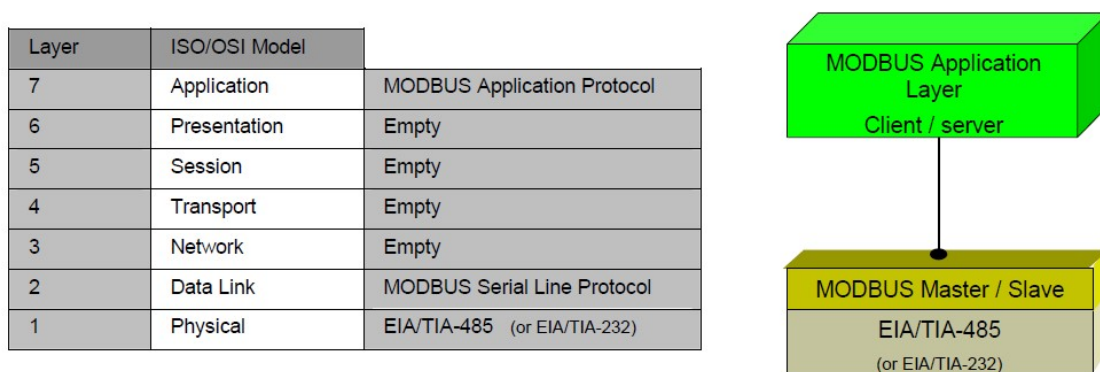 Layer ISO/OSI Model
7 Application MODBUS Application Protocol
6 Presentation Empty
5 Session Empty
4 Transport Empty
3 Network Empty
2 Data Link MODBUS Serial Line Protocol
1 Physical EIA/TIA-485 (or EIA/TIA-232)
MODBUS Application
Layer
Client / server
MODBUS Master / Slave
EIA/TIA-485
(or EIA/TIA-232)